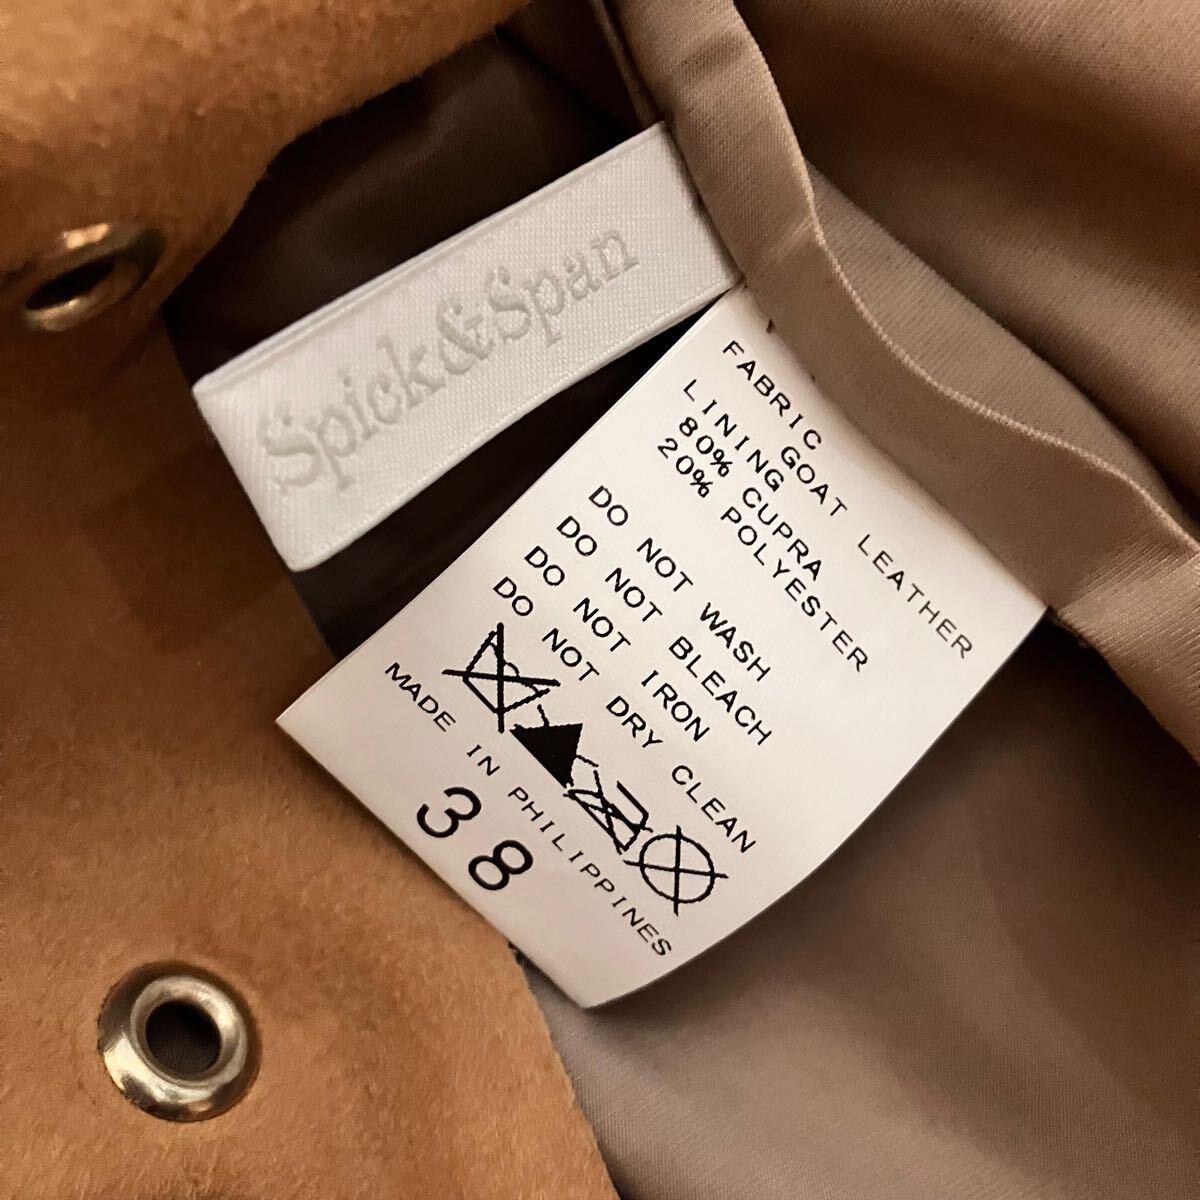 Spick&Span
FABRIC
GOAT LEATHER
LINING
80% CUPRA
20% POLYESTER
DO NOT WASH
DO NOT BLEACH
DO NOT IRON
DO NOT DRY CLEAN
MADE IN PHILIPPINES
38